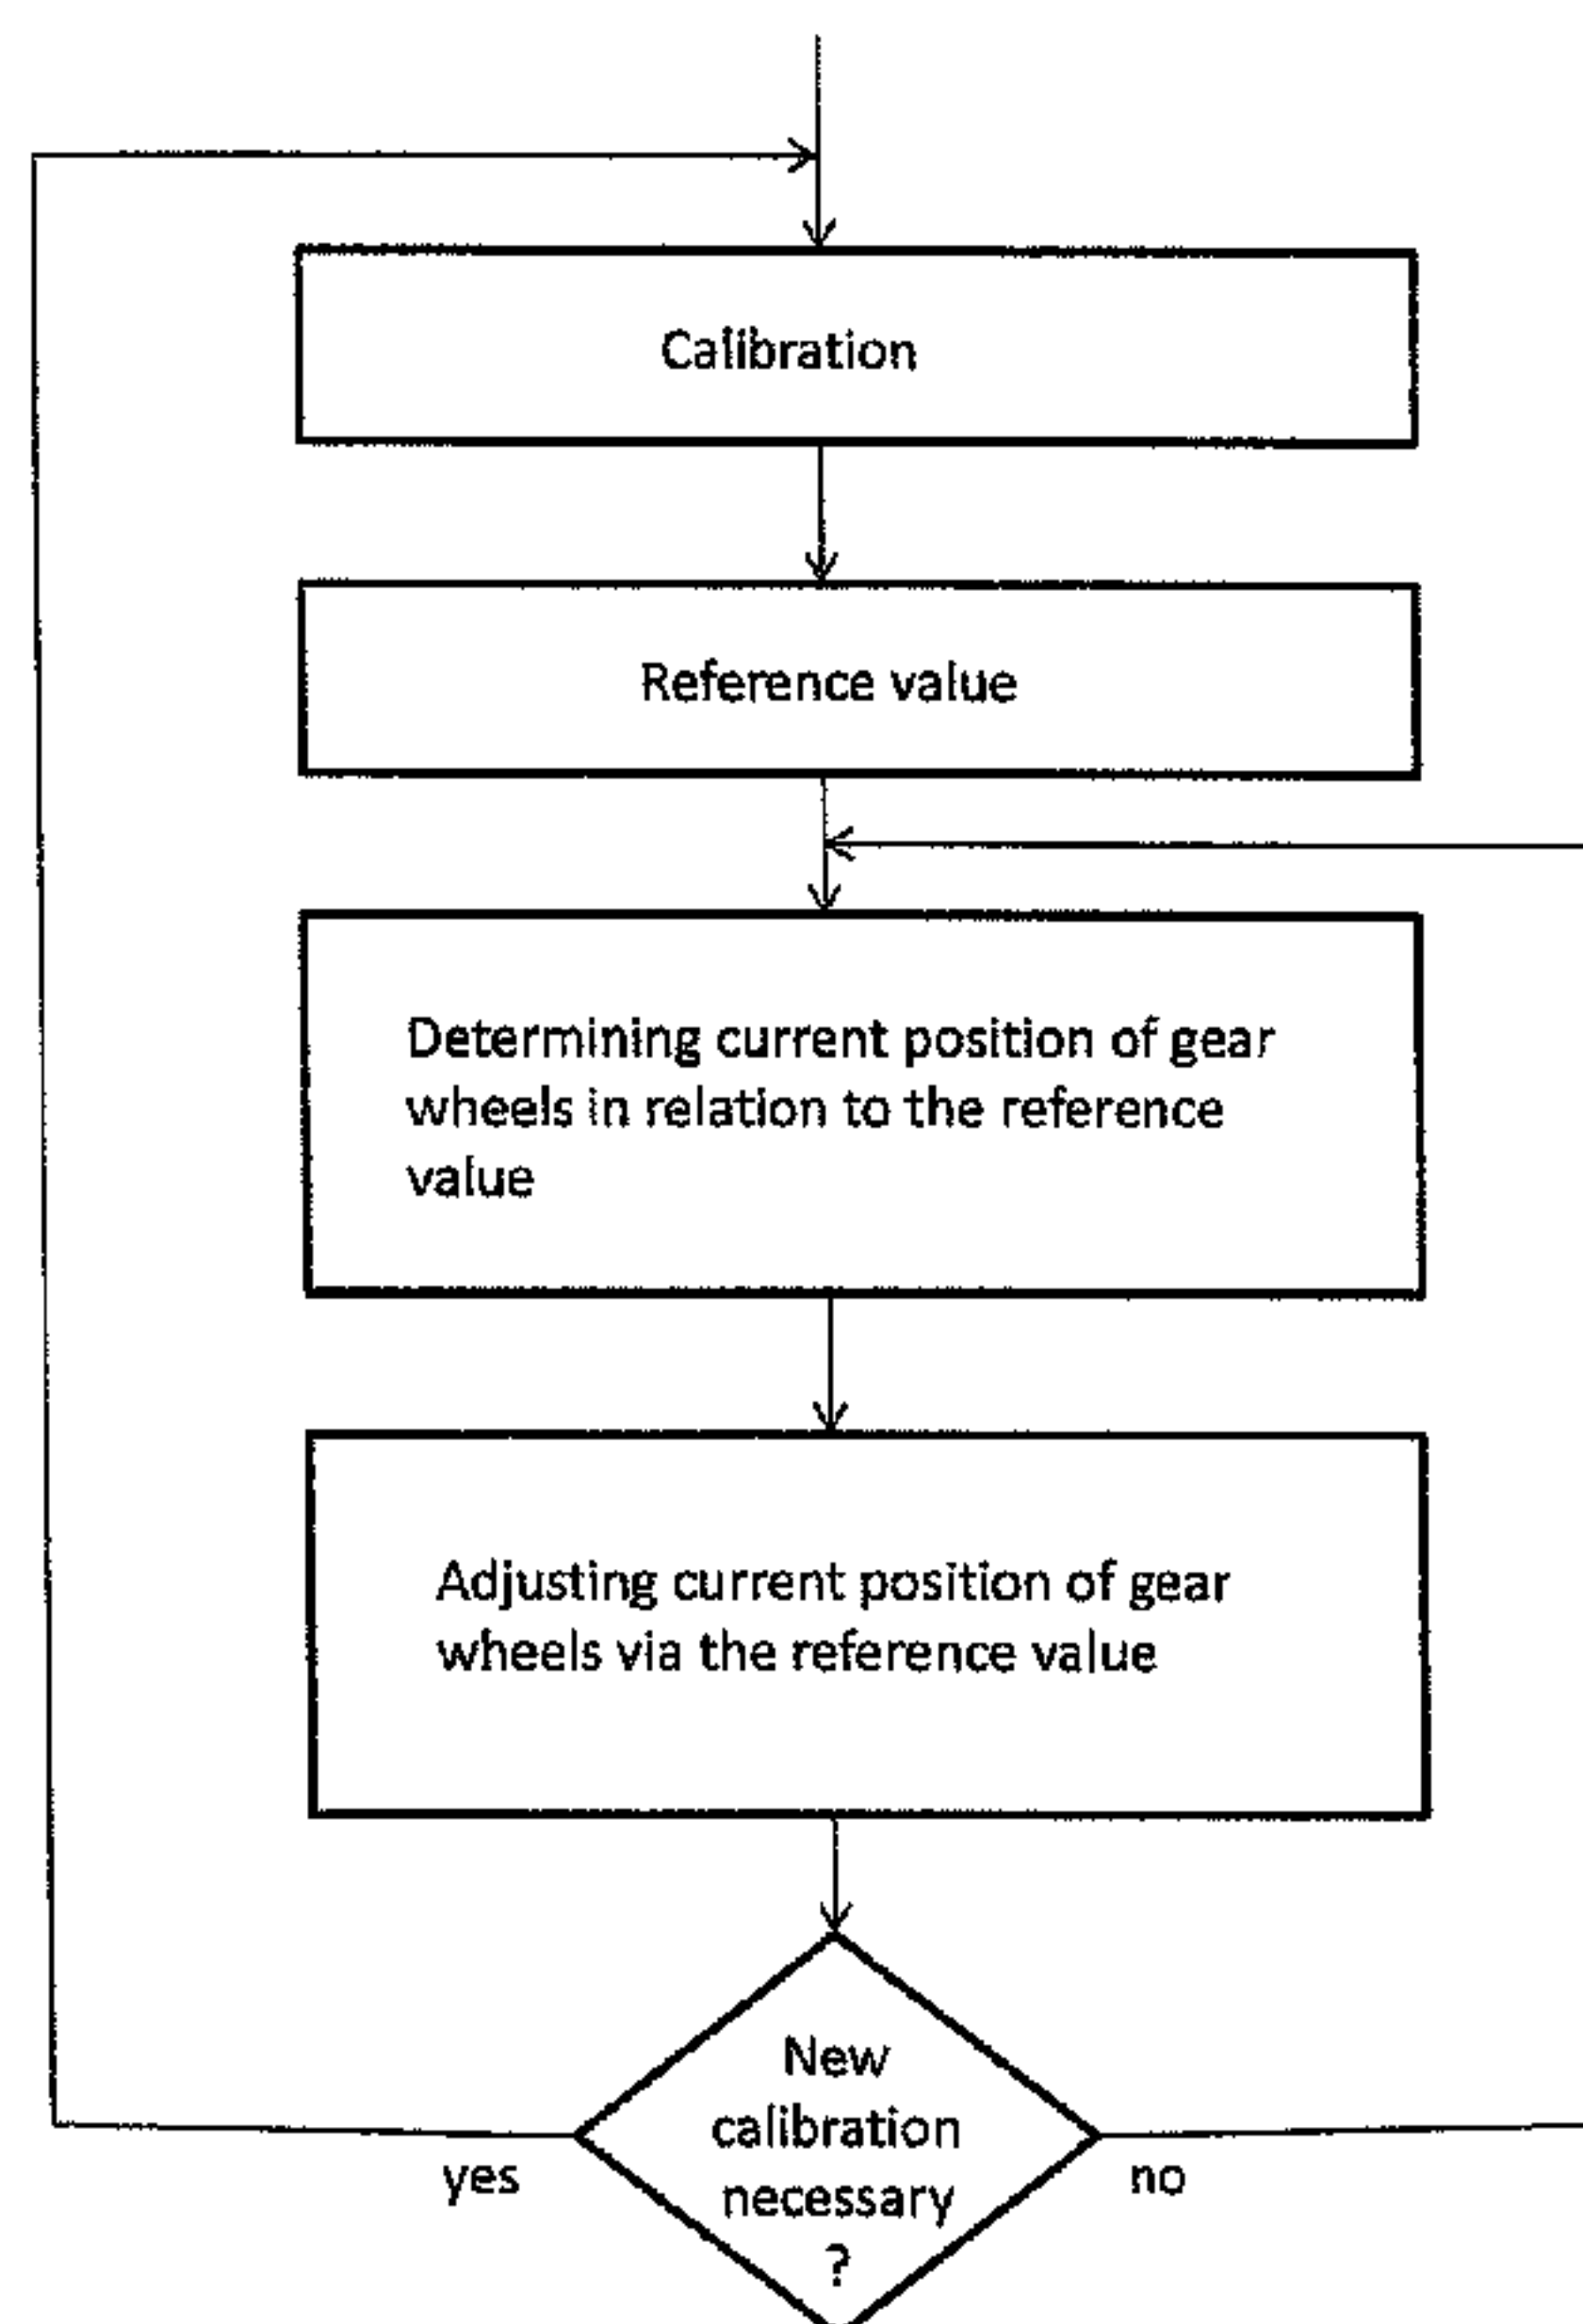 Calibration
Reference value
Determining current position of gear
wheels in relation to the reference
value
Adjusting current position of gear
wheels via the reference value
New
calibration
necessary
?
yes
no